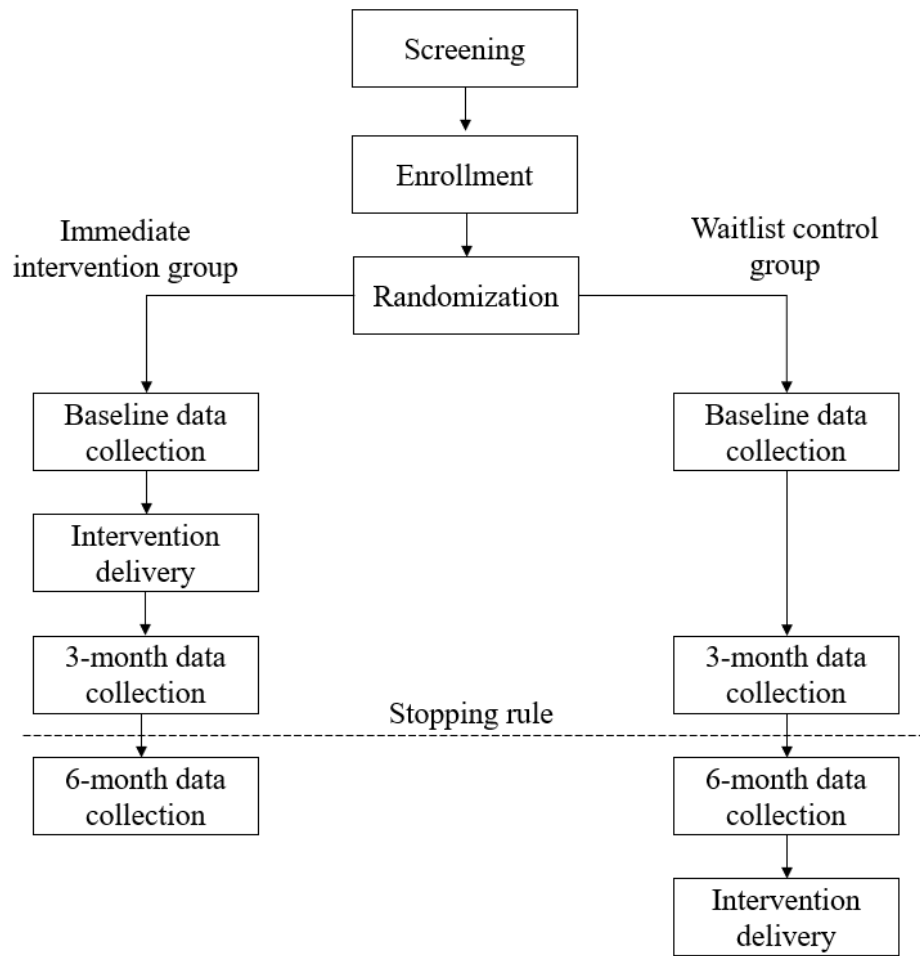 Screening
Enrollment
Immediate
intervention group
Waitlist control
group
Randomization
Baseline data
collection
Baseline data
collection
Intervention
delivery
3-month data
collection
3-month data
collection
Stopping rule
6-month data
collection
6-month data
collection
Intervention
delivery